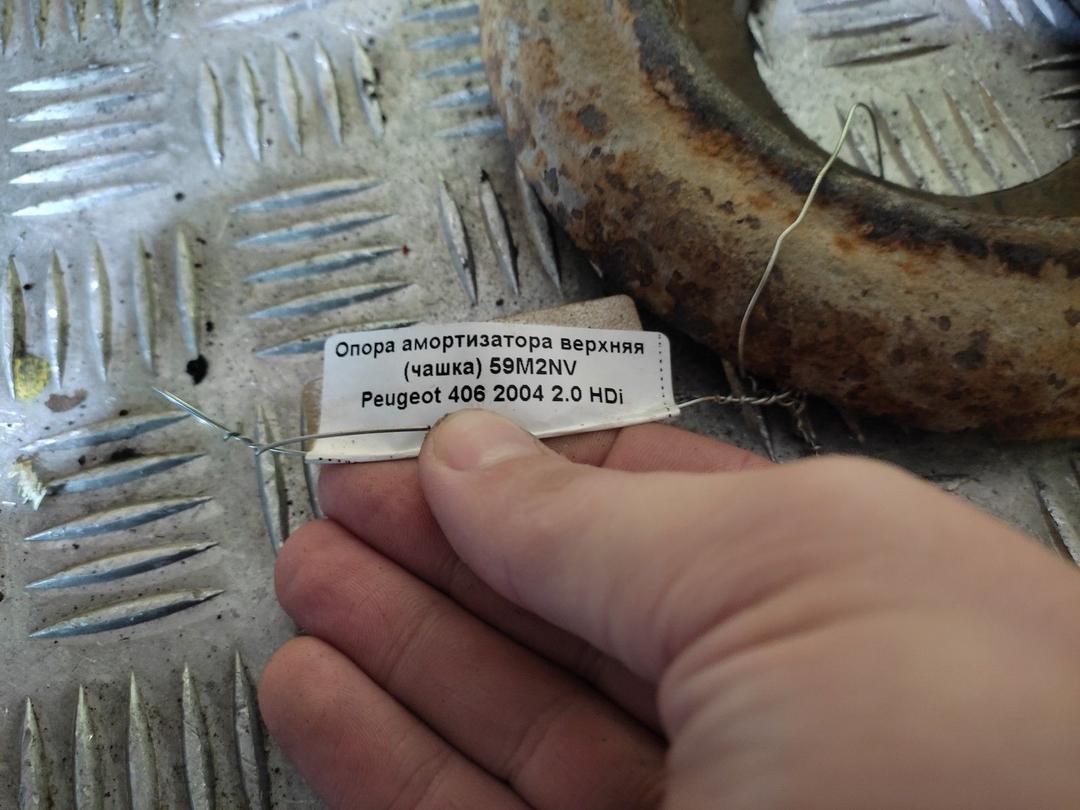 Опора амортизатора верхняя
(чашка) 59M2NV
Peugeot 406 2004 2.0 HDi